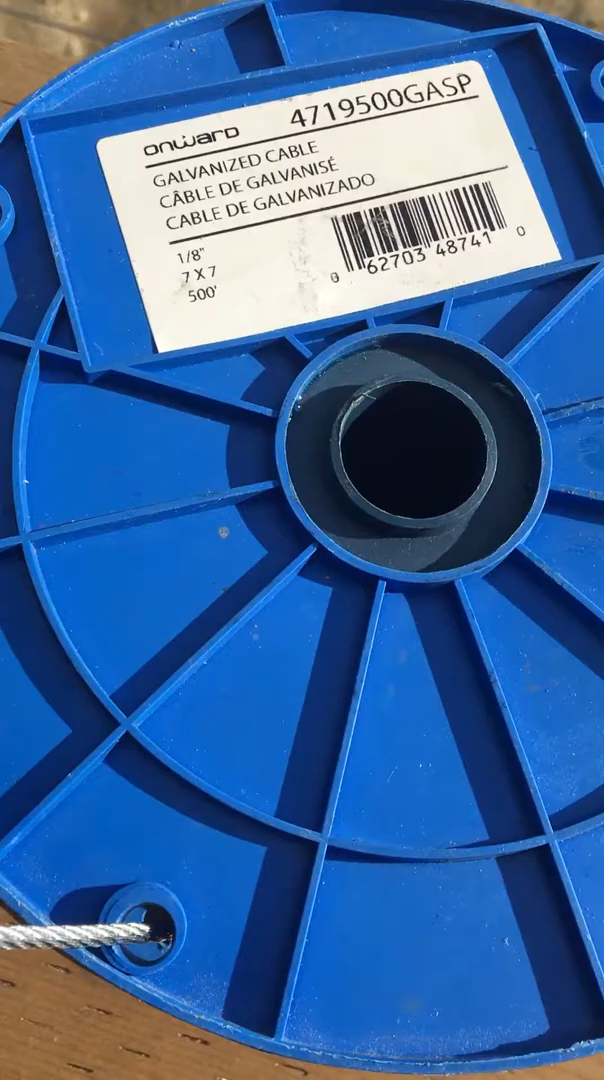 onward 4719500GASP
GALVANIZED CABLE
CÂBLE DE GALVANISÉ
CABLE DE GALVANIZADO
1/8"
7 X 7
500'
0 62703 48741 0